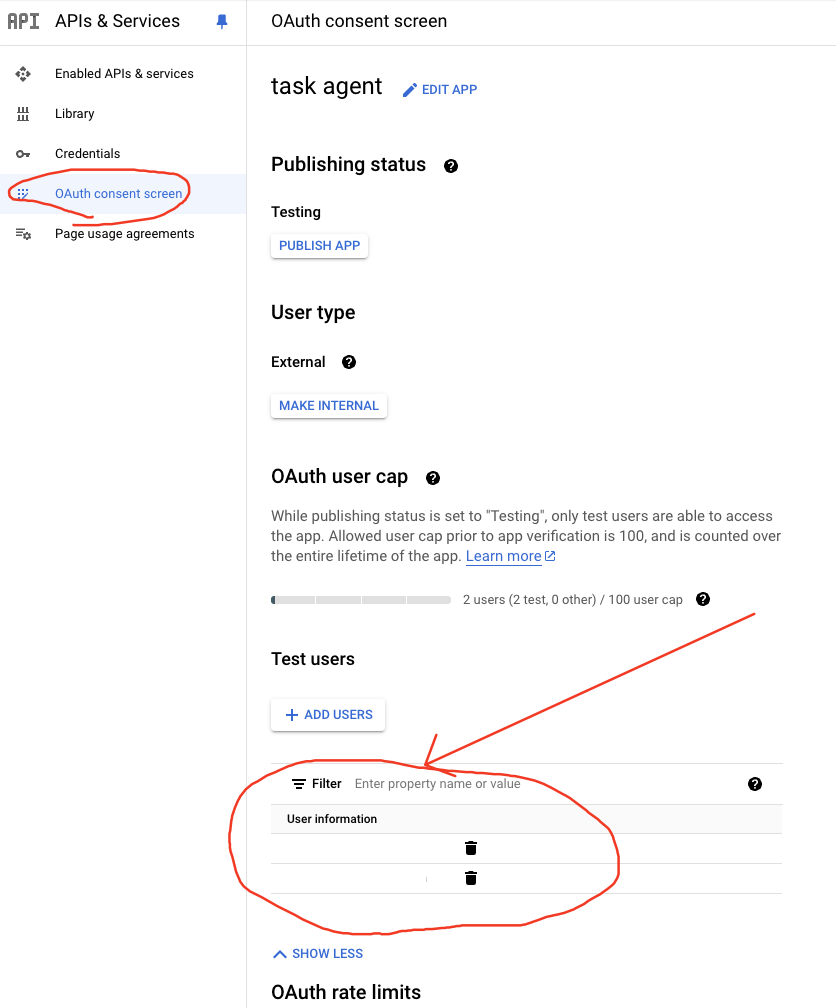 API APIs & Services
OAuth consent screen
Enabled APIs & services
Library
Credentials
OAuth consent screen
Page usage agreements
task agent
EDIT APP
Publishing status
Testing
PUBLISH APP
User type
External
MAKE INTERNAL
OAuth user cap
While publishing status is set to "Testing", only test users are able to access
the app. Allowed user cap prior to app verification is 100, and is counted over
the entire lifetime of the app. Learn more
2 users (2 test, 0 other) / 100 user cap
Test users
+ ADD USERS
Filter Enter property name or value
User information
SHOW LESS
OAuth rate limits